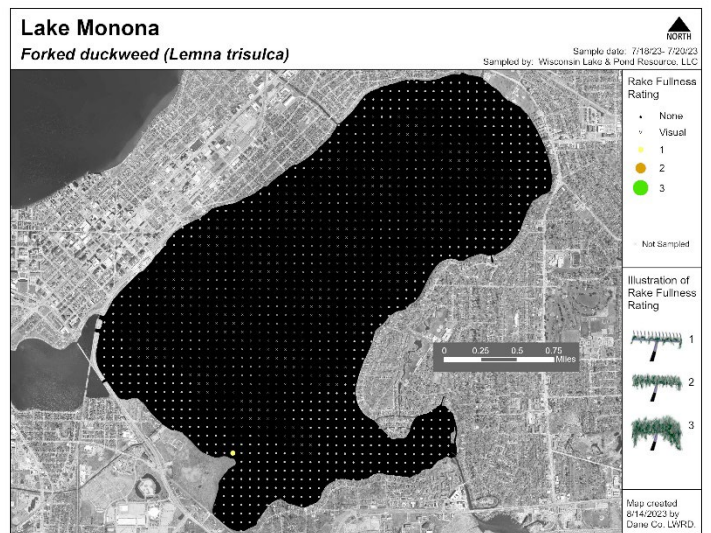 Lake Monona
Forked duckweed (Lemna trisulca)
NORTH
Sample date: 7/18/23- 7/20/23
Sampled by: Wisconsin Lake & Pond Resource, LLC
Rake Fullness
Rating
None
Visual
1
2
3
Not Sampled
Illustration of
Rake Fullness
Rating
1
2
3
0 0.25 0.5 0.75
Miles
Map created
8/14/2023 by
Dane Co. LWRD.